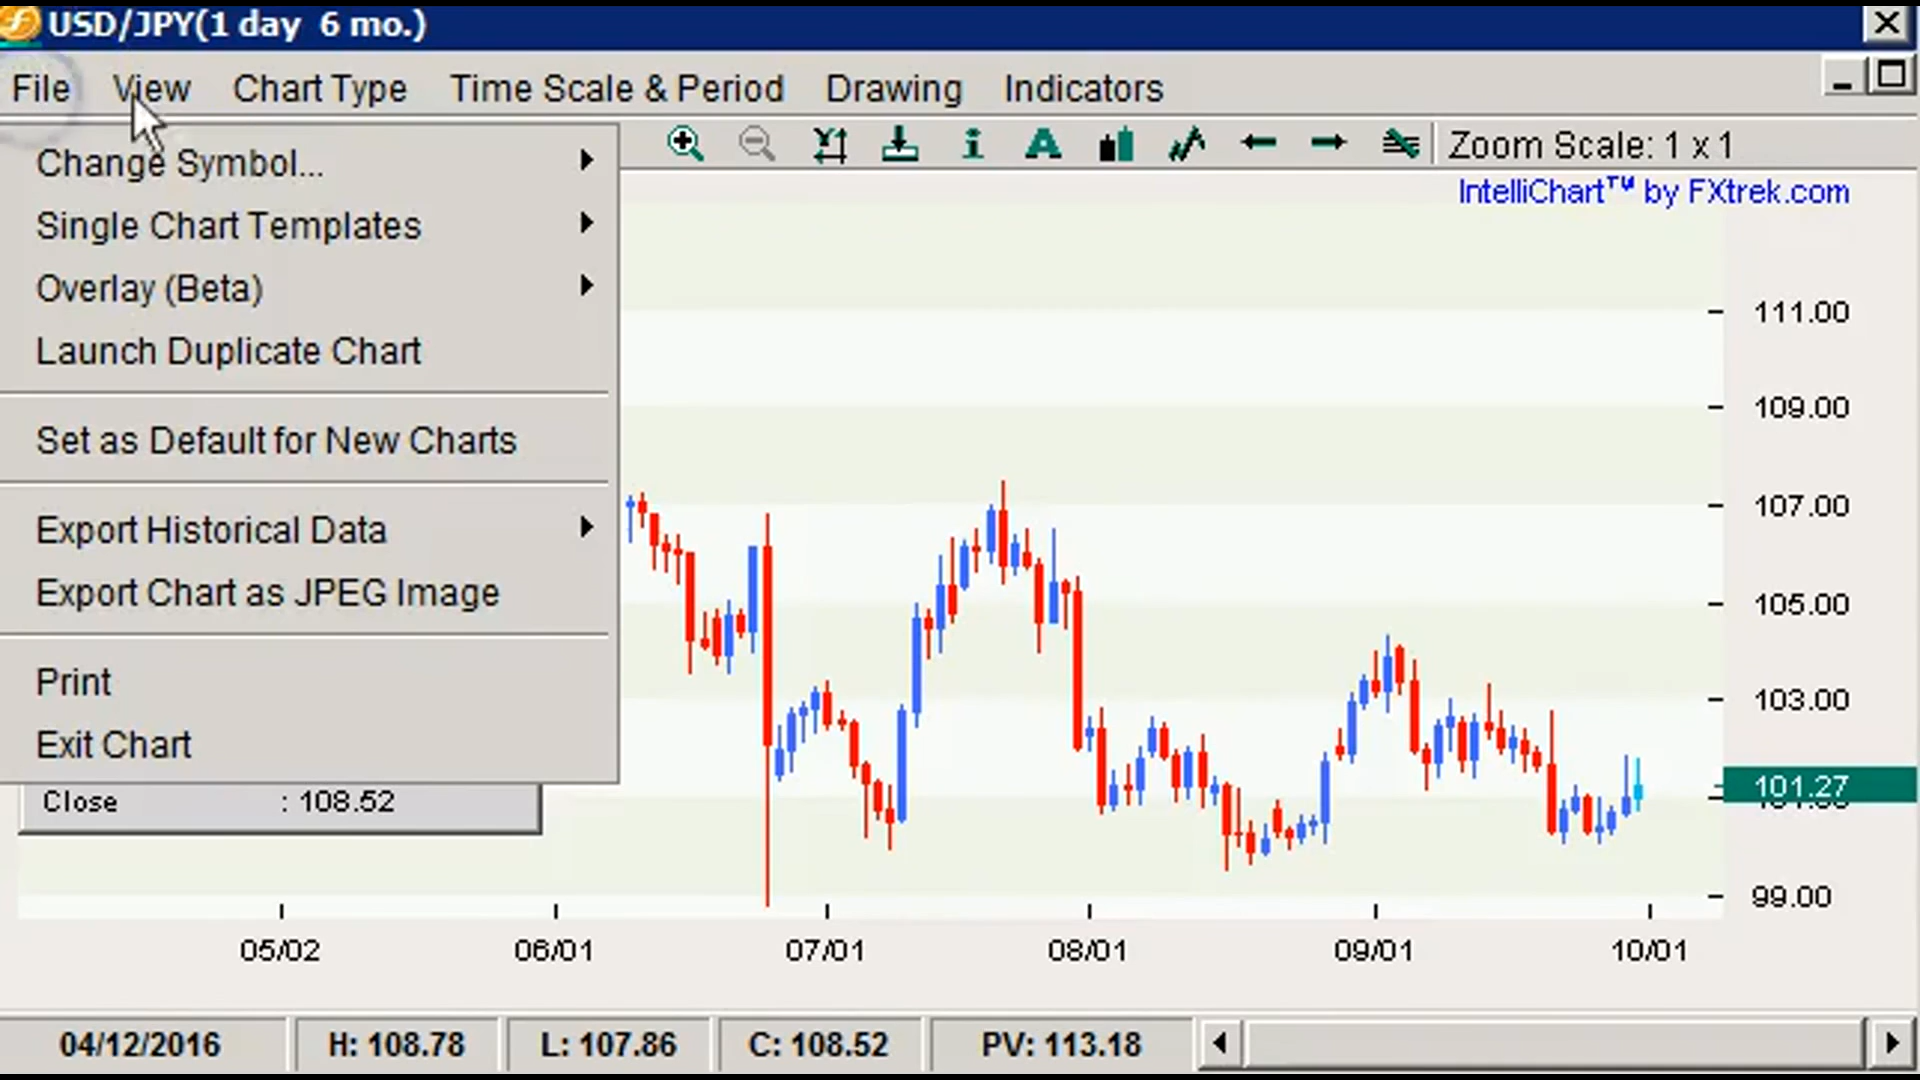 USD/JPY(1 day 6 mo.)
File View Chart Type Time Scale & Period Drawing Indicators
Change Symbol...
Single Chart Templates
Overlay (Beta)
Launch Duplicate Chart
Set as Default for New Charts
Export Historical Data
Export Chart as JPEG Image
Print
Exit Chart
Zoom Scale: 1 x 1
IntelliChart™ by FXtrek.com
111.00
109.00
107.00
105.00
103.00
101.27
99.00
Close : 108.52
05/02 06/01 07/01 08/01 09/01 10/01
04/12/2016 H: 108.78 L: 107.86 C: 108.52 PV: 113.18